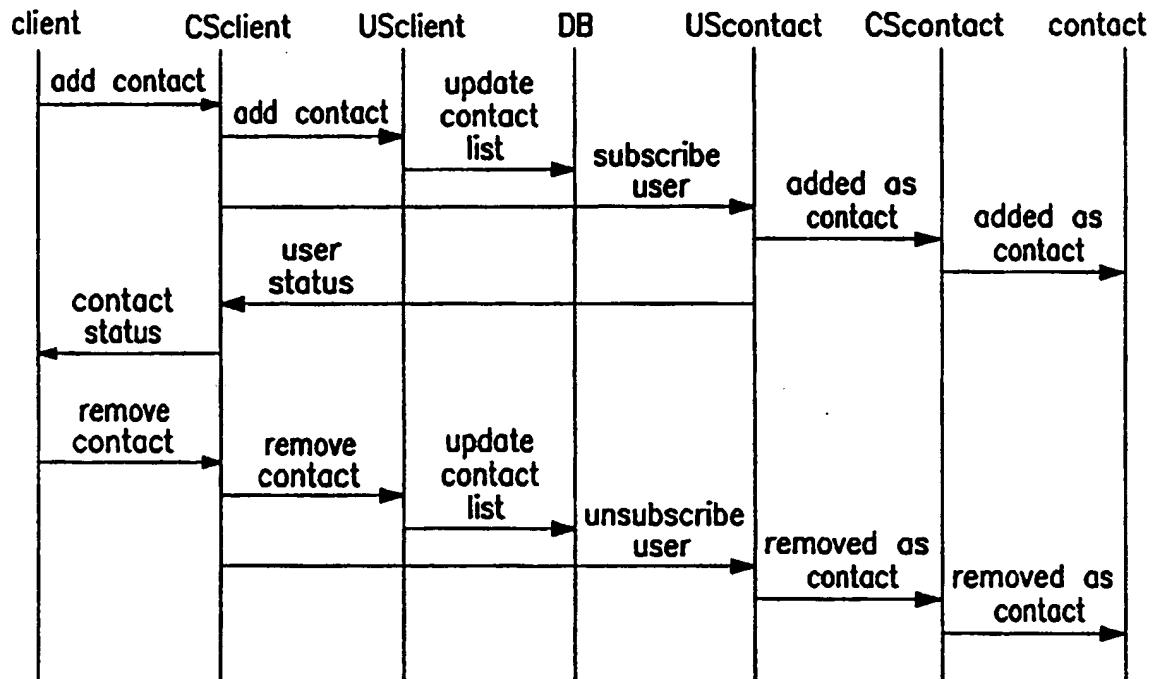 client CSclient USclient DB UScontact CScontact contact
add contact
add contact
update
contact
list
subscribe
user
added as
contact
added as
contact
user
status
contact
status
remove
contact
remove
contact
update
contact
list
unsubscribe
user
removed as
contact
removed as
contact